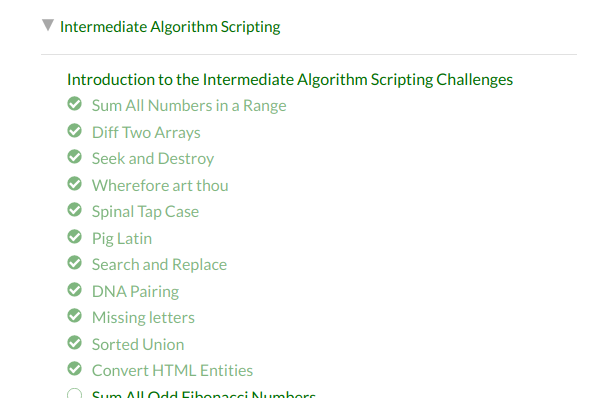 Intermediate Algorithm Scripting
Introduction to the Intermediate Algorithm Scripting Challenges
Sum All Numbers in a Range
Diff Two Arrays
Seek and Destroy
Wherefore art thou
Spinal Tap Case
Pig Latin
Search and Replace
DNA Pairing
Missing letters
Sorted Union
Convert HTML Entities
Sum All Odd Fibonacci Numbers